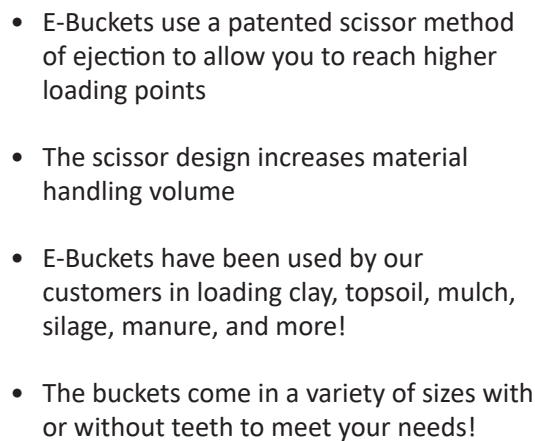 • E-Buckets use a patented scissor method
of ejection to allow you to reach higher
loading points
• The scissor design increases material
handling volume
• E-Buckets have been used by our
customers in loading clay, topsoil, mulch,
silage, manure, and more!
• The buckets come in a variety of sizes with
or without teeth to meet your needs!